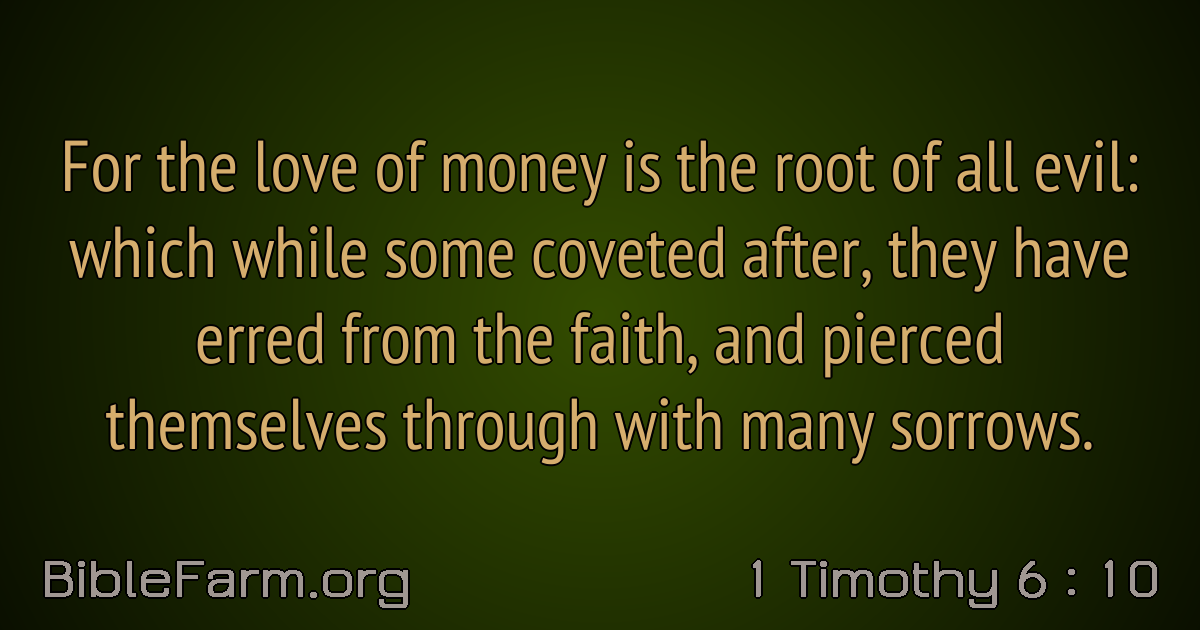 For the love of money is the root of all evil:
which while some coveted after, they have
erred from the faith, and pierced
themselves through with many sorrows.
BibleFarm.org
1 Timothy 6 : 10